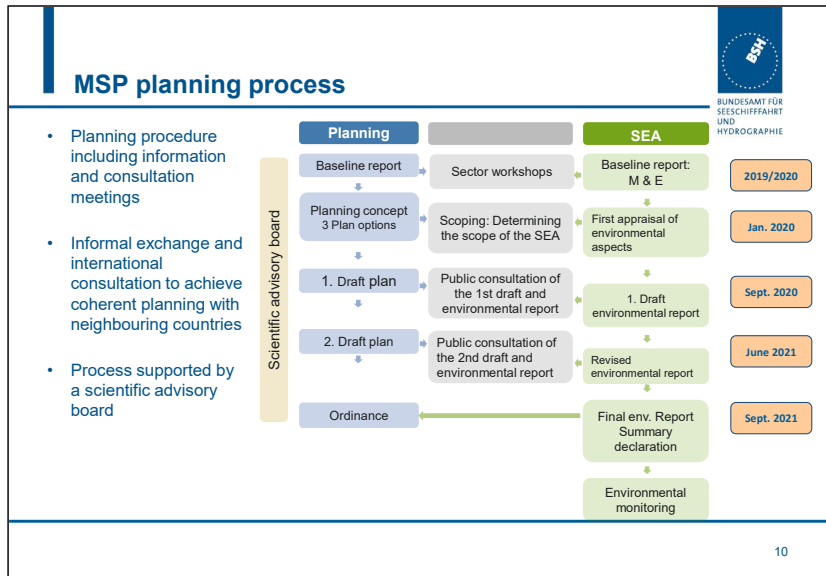 MSP planning process
BSH
BUNDESAMT FÜR
SEESCHIFFFAHRT
UND
HYDROGRAPHIE
• Planning procedure
including information
and consultation
meetings
• Informal exchange and
international
consultation to achieve
coherent planning with
neighbouring countries
• Process supported by
a scientific advisory
board
Scientific advisory board
Planning
SEA
Baseline report
Sector workshops
Baseline report:
M & E
2019/2020
Planning concept
3 Plan options
Scoping: Determining
the scope of the SEA
First appraisal of
environmental
aspects
Jan. 2020
1. Draft plan
Public consultation of
the 1st draft and
environmental report
1. Draft
environmental report
Sept. 2020
2. Draft plan
Public consultation of
the 2nd draft and
environmental report
Revised
environmental report
June 2021
Ordinance
Final env. Report
Summary
declaration
Sept. 2021
Environmental
monitoring
10